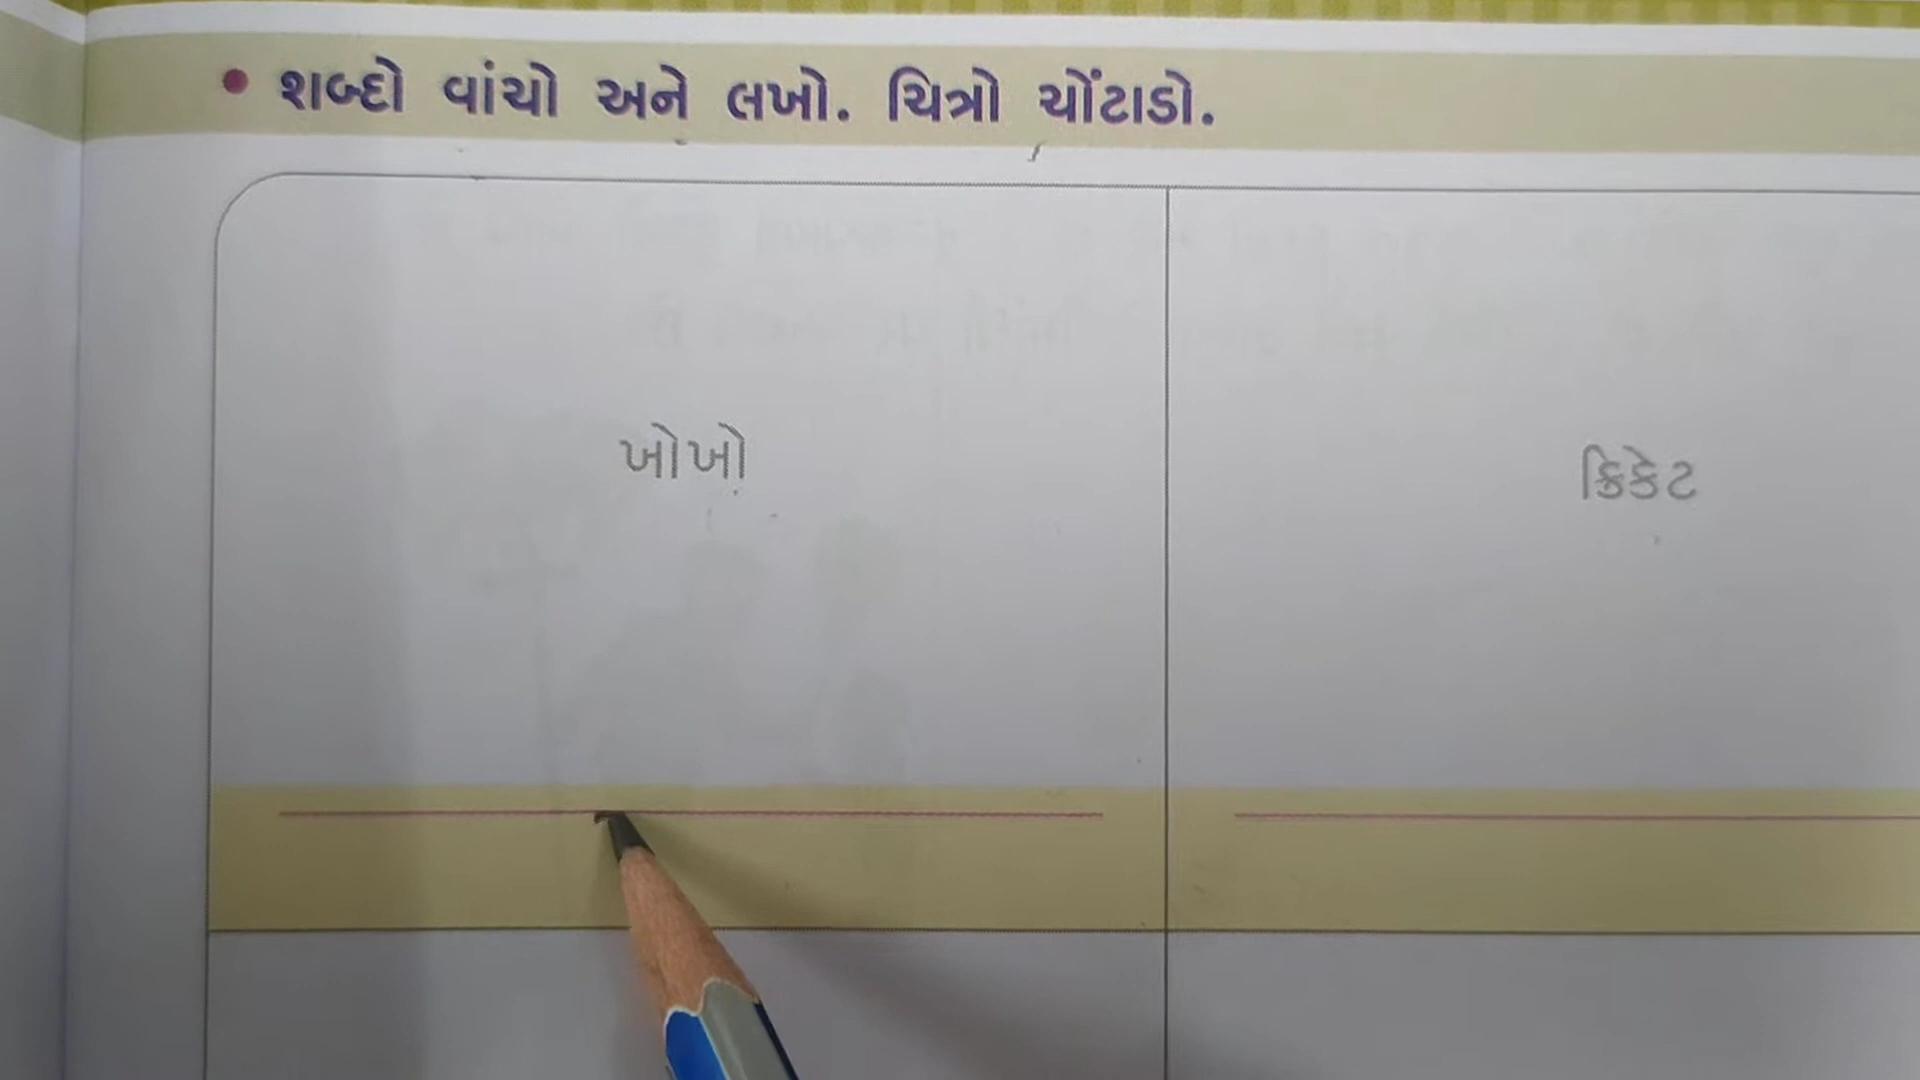 • શબ્દો વાંચો અને લખો. ચિત્રો ચોંટાડો.
ખોખો
ક્રિકેટ